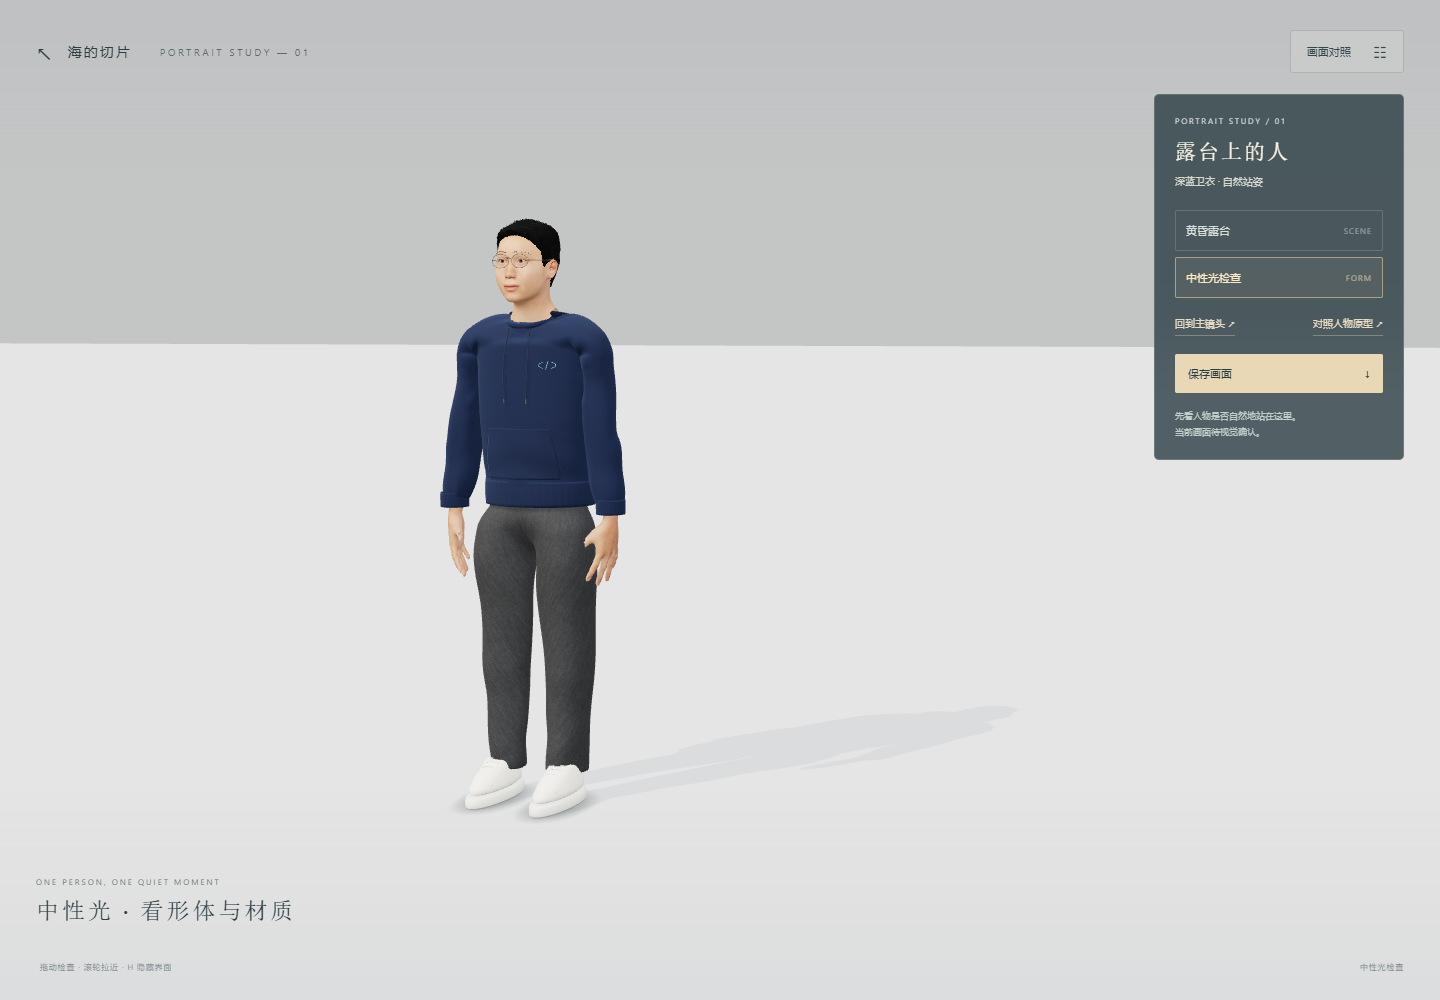 ↖ 海的切片 PORTRAIT STUDY — 01
画面对照
PORTRAIT STUDY / 01
露台上的人
深蓝卫衣 · 自然站姿
黄昏露台 SCENE
中性光检查 FORM
回到主镜头 ↗ 对照人物原型 ↗
保存画面 ↓
先看人物是否自然地站在这里。
当前画面待视觉确认。
</>
ONE PERSON, ONE QUIET MOMENT
中性光 · 看形体与材质
拖动检查 · 滚轮拉近 · H 隐藏界面
中性光检查